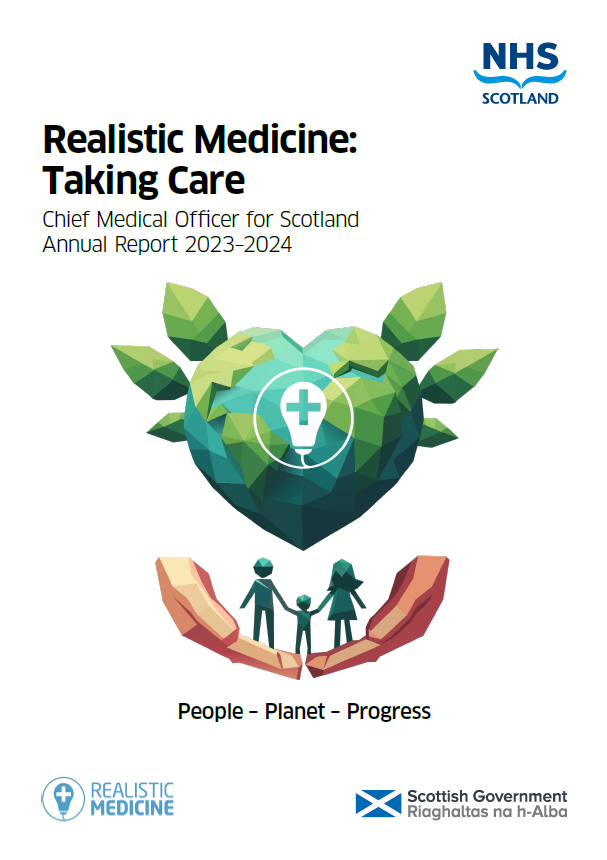 NHS
SCOTLAND
Realistic Medicine:
Taking Care
Chief Medical Officer for Scotland
Annual Report 2023–2024
People – Planet – Progress
REALISTIC
MEDICINE
Scottish Government
Riaghaltas na h-Alba